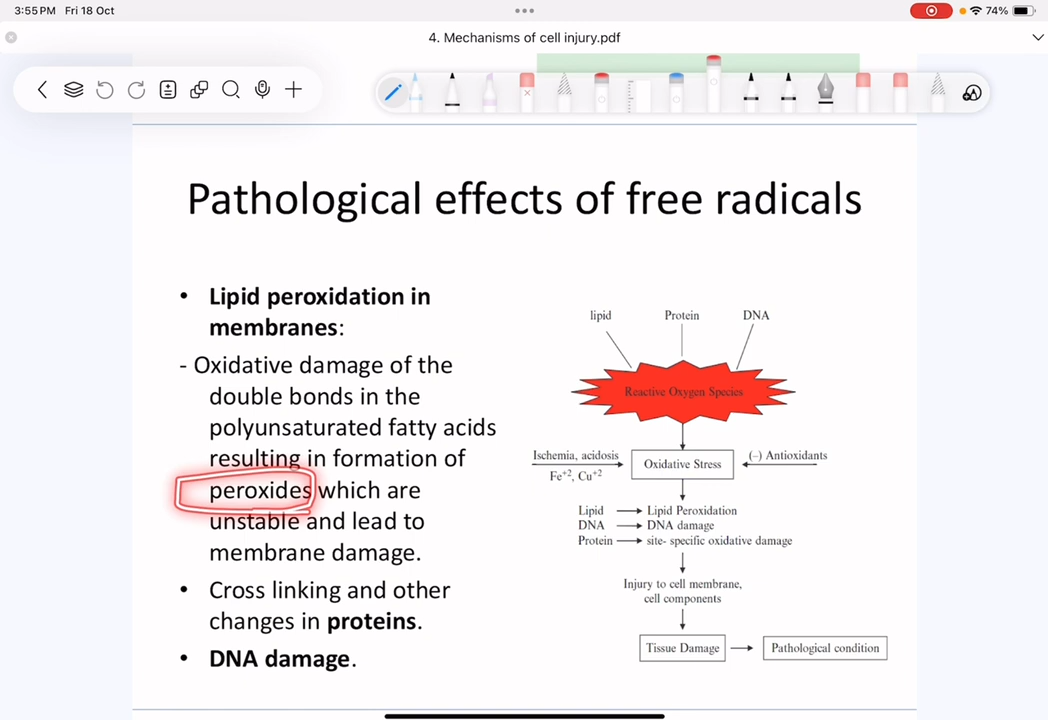 3:55 PM Fri 18 Oct
74%
4. Mechanisms of cell injury.pdf
Pathological effects of free radicals
• Lipid peroxidation in
membranes:
- Oxidative damage of the
double bonds in the
polyunsaturated fatty acids
resulting in formation of
peroxides which are
unstable and lead to
membrane damage.
• Cross linking and other
changes in proteins.
• DNA damage.
lipid Protein DNA
Reactive Oxygen Species
Ischemia, acidosis
Fe+2, Cu+2
Oxidative Stress
(-) Antioxidants
Lipid → Lipid Peroxidation
DNA → DNA damage
Protein → site- specific oxidative damage
Injury to cell membrane,
cell components
Tissue Damage → Pathological condition